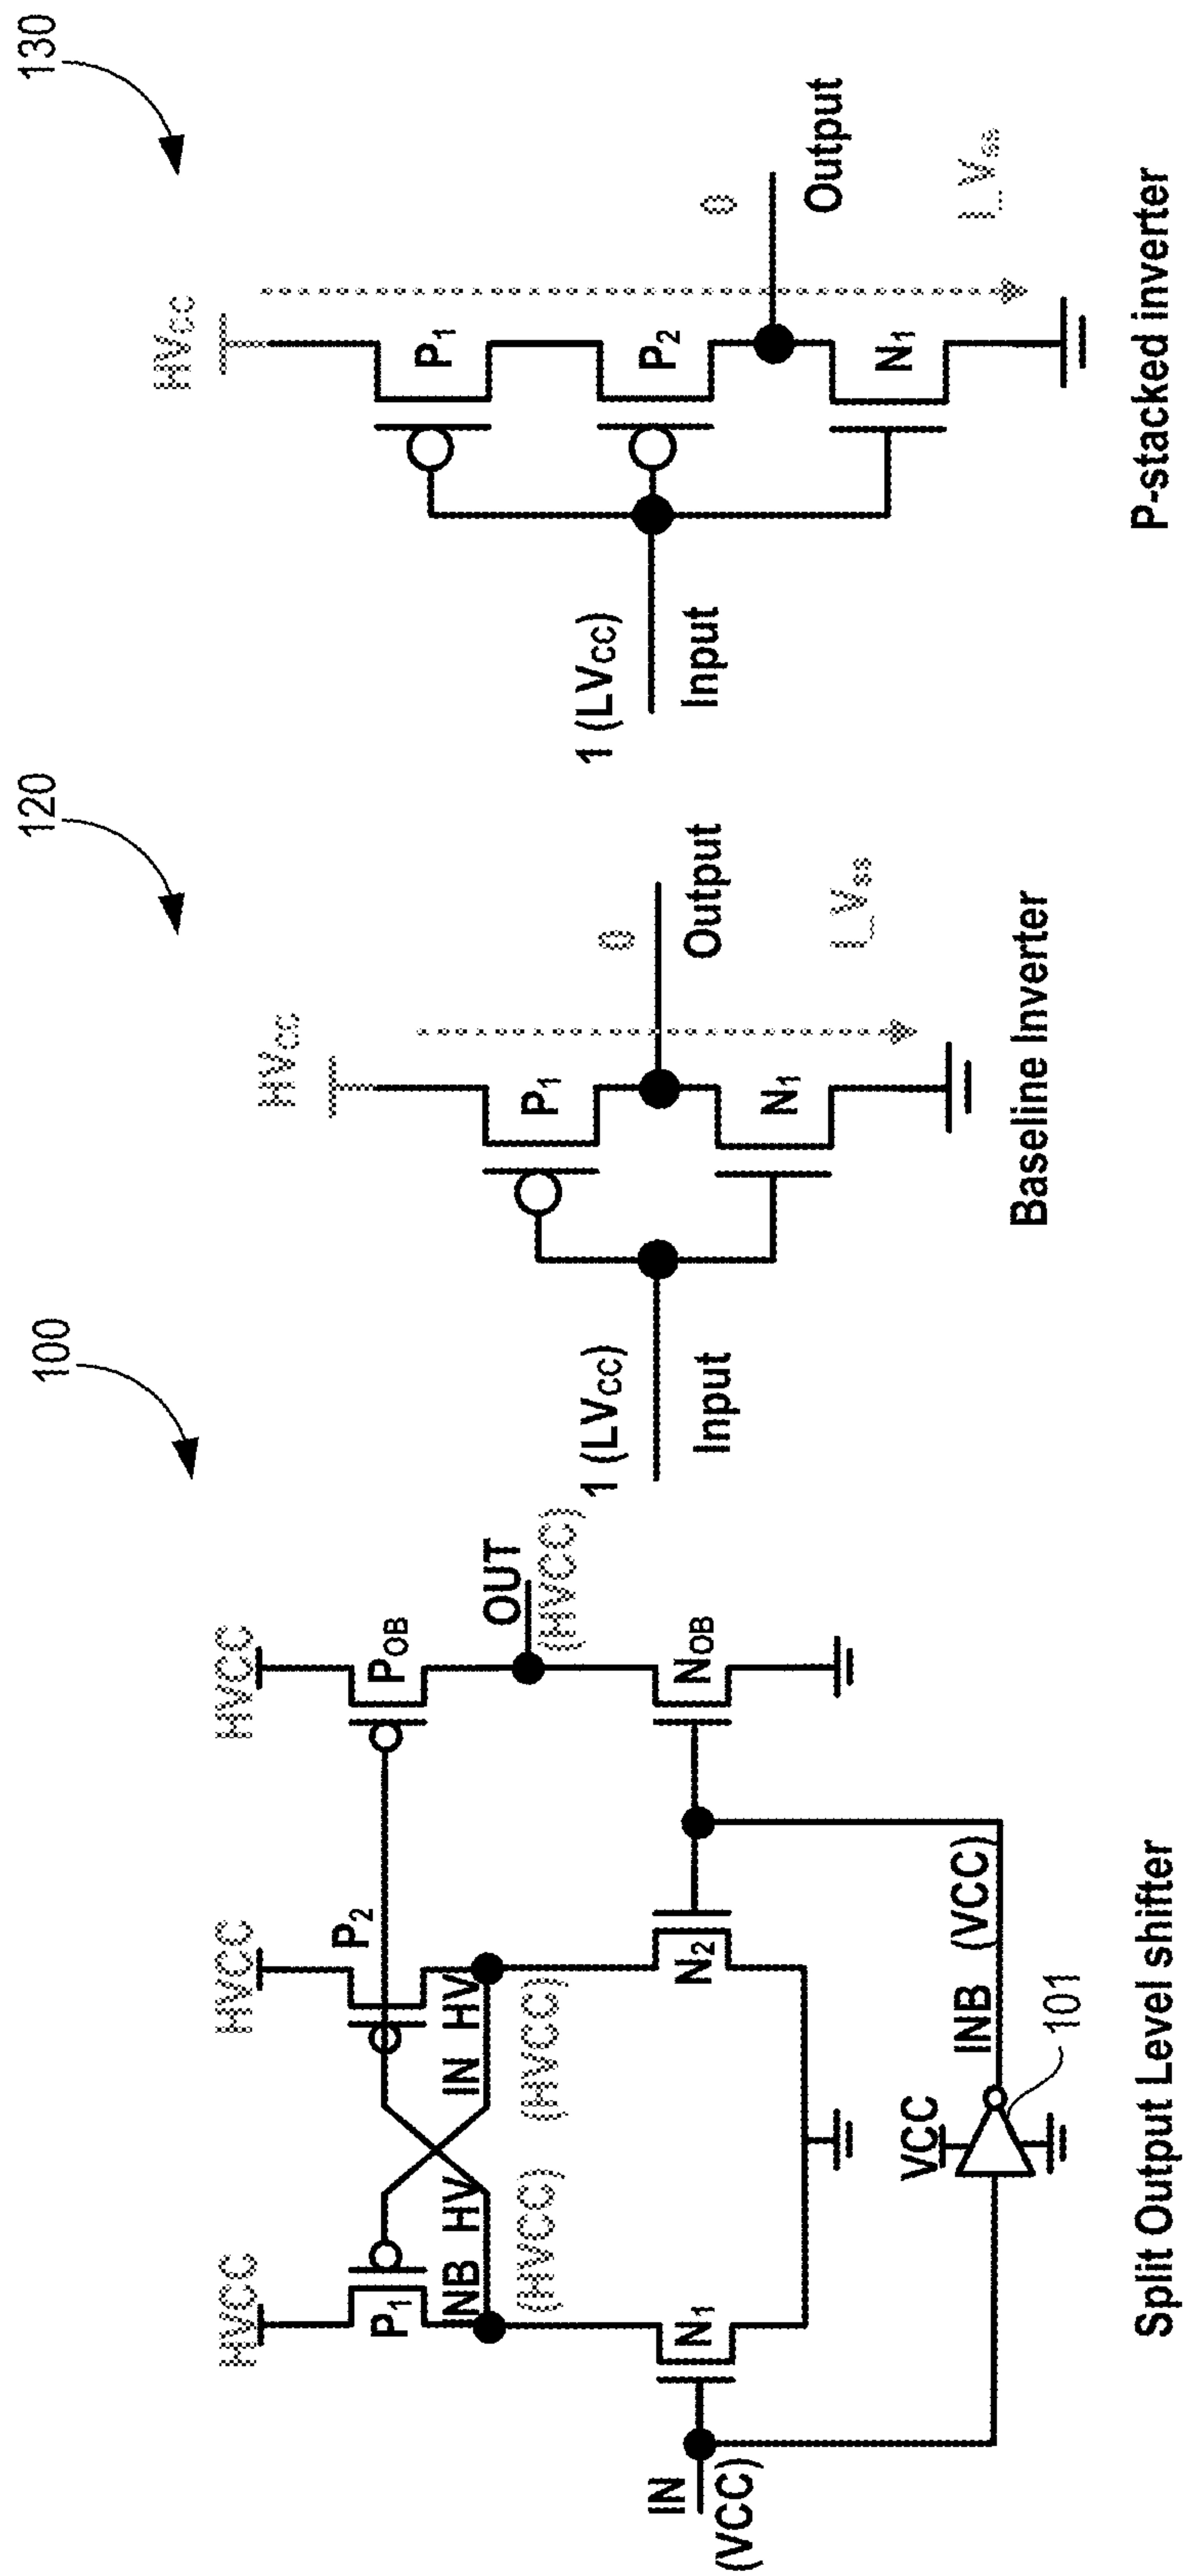 100
HVCC
HVCC
HVCC
P1
P2
POB
INB HV
(HVCC)
IN HV
(HVCC)
OUT
(HVCC)
IN
(VCC)
N1
N2
NOB
VCC
INB
(VCC)
101
Split Output Level shifter
120
HVCC
P1
1 (LVCC)
Input
0
Output
N1
LVss
Baseline Inverter
130
HVCC
P1
P2
1 (LVCC)
Input
0
Output
N1
LVss
P-stacked inverter